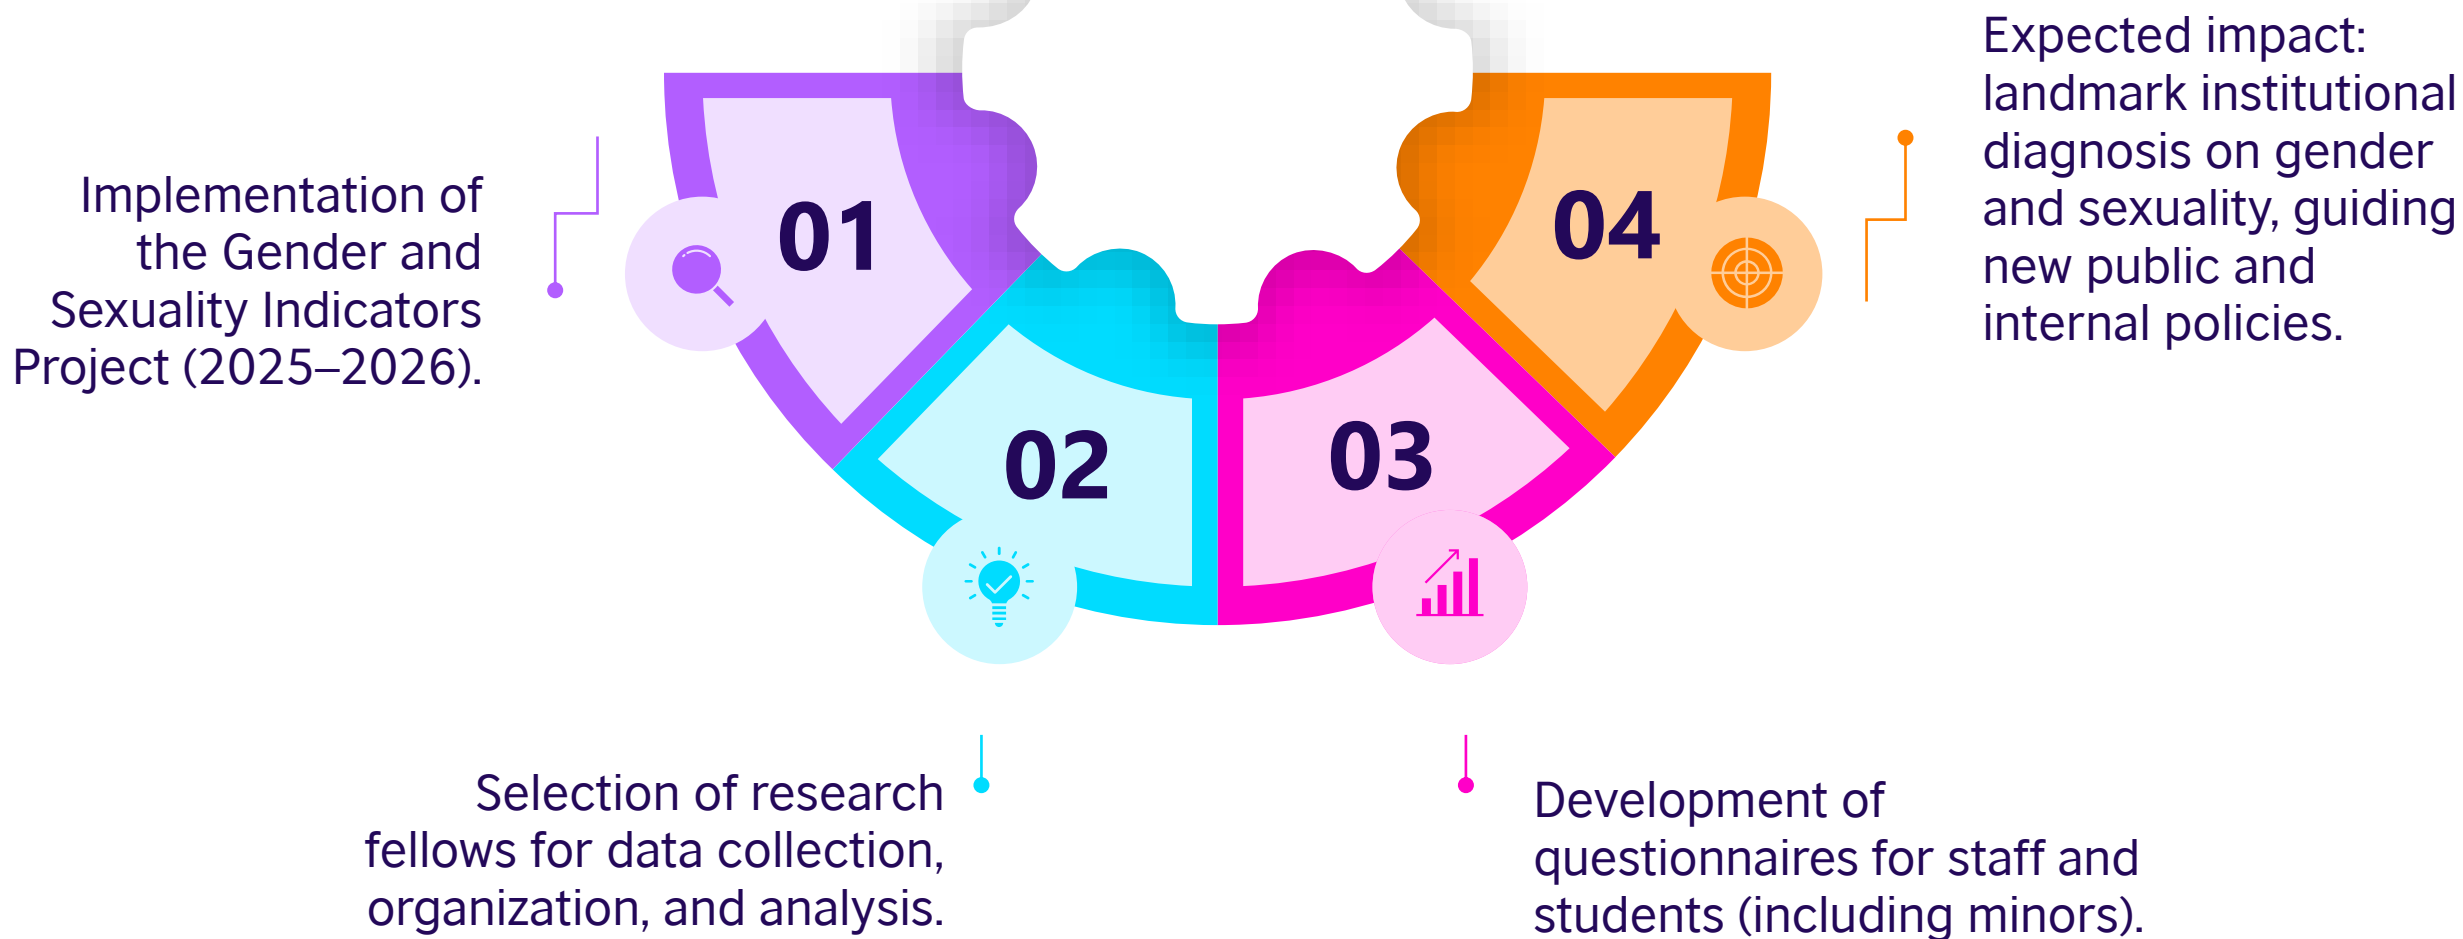 01
Implementation of
the Gender and
Sexuality Indicators
Project (2025–2026).
02
Selection of research
fellows for data collection,
organization, and analysis.
03
Development of
questionnaires for staff and
students (including minors).
04
Expected impact:
landmark institutional
diagnosis on gender
and sexuality, guiding
new public and
internal policies.